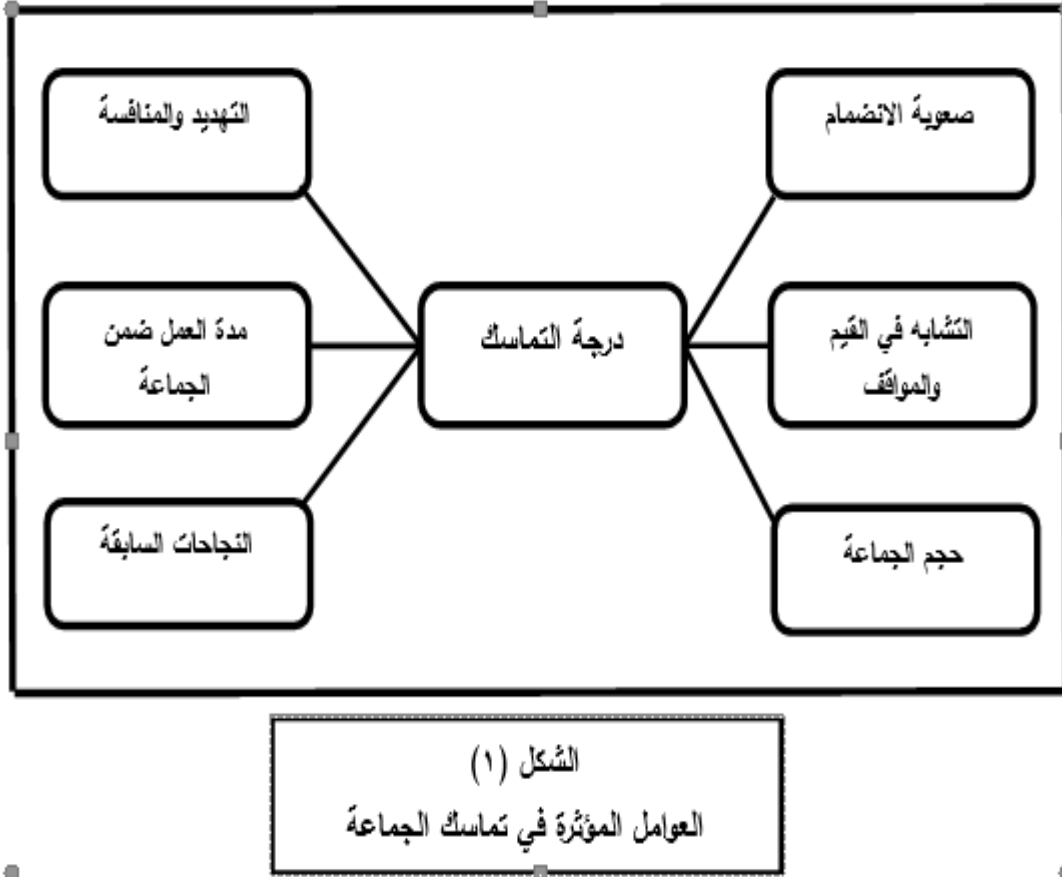 صعوبة الانضمام
التهديد والمنافسة
التشابه في القيم
والمواقف
درجة التماسك
مدة العمل ضمن
الجماعة
حجم الجماعة
النجاحات السابقة
الشكل (١)
العوامل المؤثرة في تماسك الجماعة